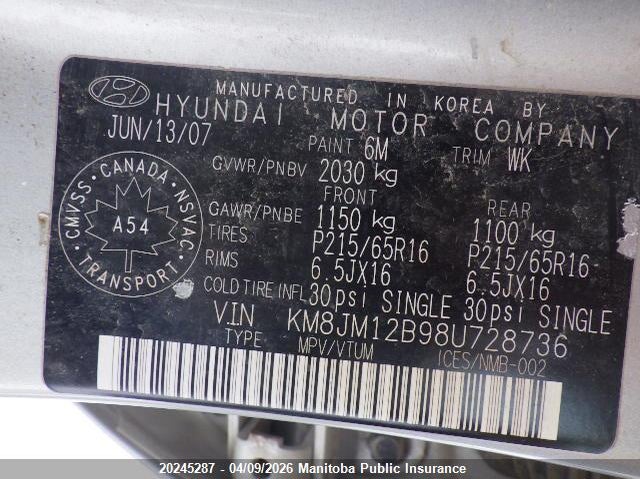 MANUFACTURED IN KOREA BY
HYUNDAI MOTOR COMPANY
JUN/13/07 PAINT 6M TRIM WK
GVWR/PNBV 2030 kg
FRONT REAR
GAWR/PNBE 1150 kg 1100 kg
TIRES P215/65R16 P215/65R16
RIMS 6.5JX16 6.5JX16
COLD TIRE INFL 30psi SINGLE 30psi SINGLE
VIN KM8JM12B98U728736
TYPE MPV/VTUM ICES/NMB-002
CMVSS CANADA NSVAC
A54
TRANSPORT
20245287 - 04/09/2026 Manitoba Public Insurance